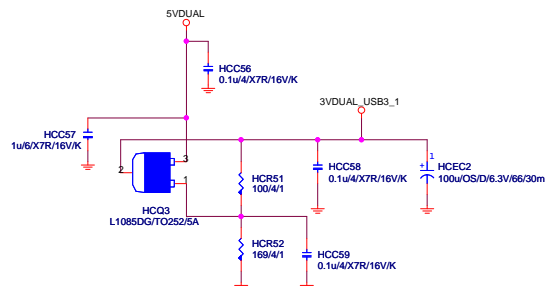 5VDUAL
HCC56
0.1u/4/X7R/16V/K
3VDUAL_USB3_1
HCC57
1u/6/X7R/16V/K
1
3
2
HCC58
0.1u/4/X7R/16V/K
HCEC2
100u/OS/D/6.3V/66/30m
HCR51
100/4/1
1
HCQ3
L1085DG/TO252/5A
HCR52
169/4/1
HCC59
0.1u/4/X7R/16V/K